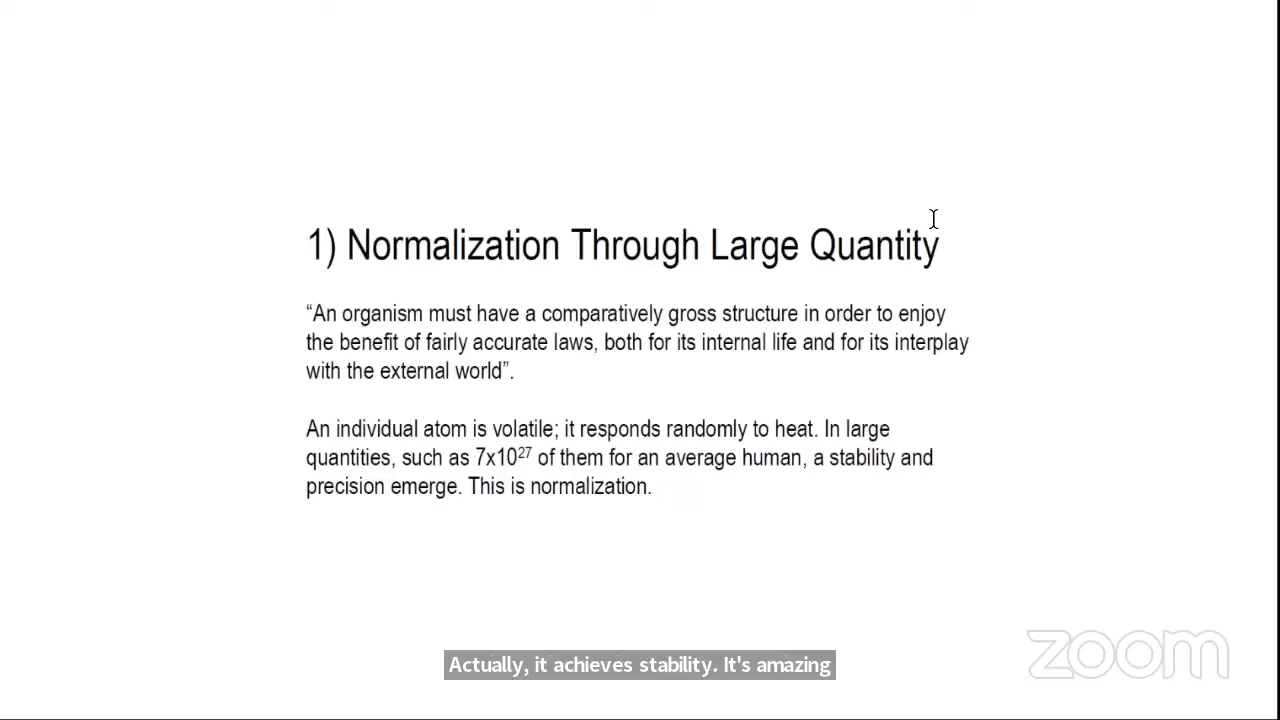 1) Normalization Through Large Quantity
“An organism must have a comparatively gross structure in order to enjoy
the benefit of fairly accurate laws, both for its internal life and for its interplay
with the external world”.
An individual atom is volatile; it responds randomly to heat. In large
quantities, such as 7x10²⁷ of them for an average human, a stability and
precision emerge. This is normalization.
Actually, it achieves stability. It's amazing
zoom